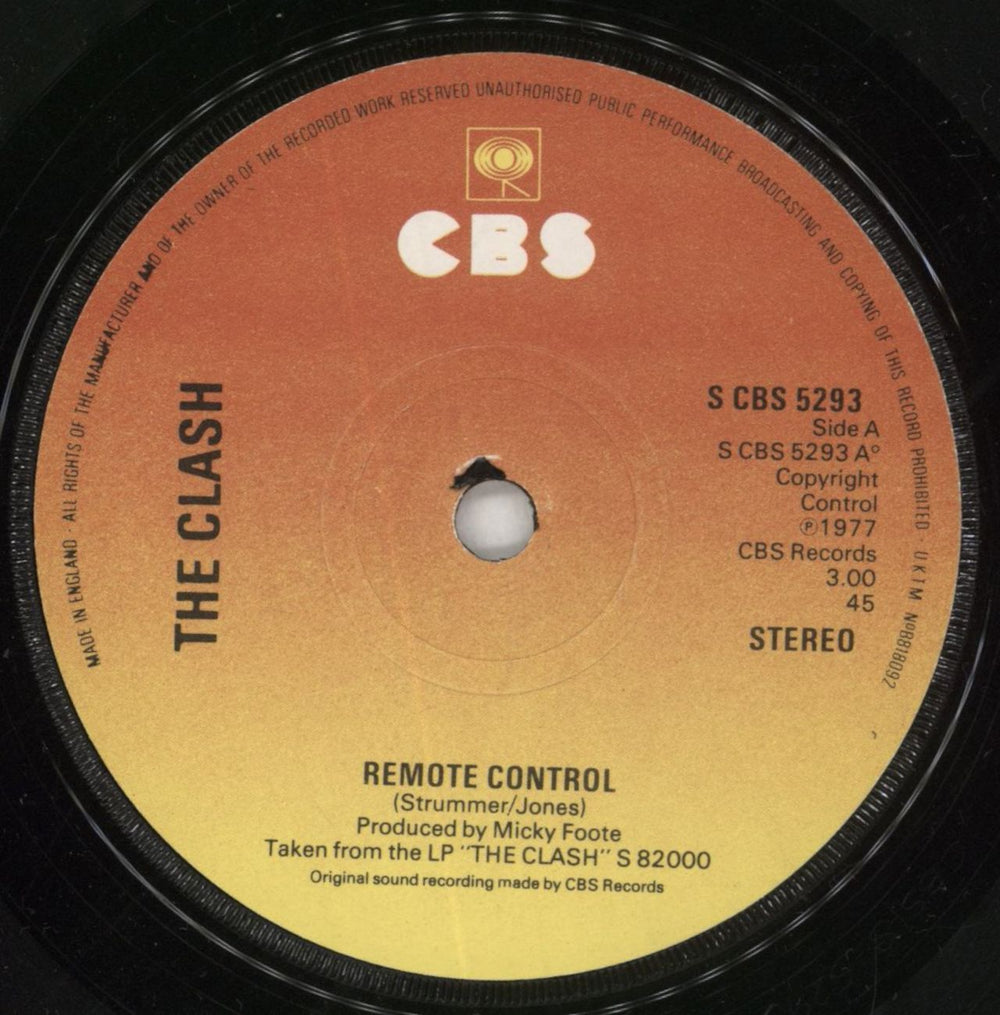 MADE IN ENGLAND · ALL RIGHTS OF THE MANUFACTURER AND OF THE OWNER OF THE RECORDED WORK RESERVED UNAUTHORISED PUBLIC PERFORMANCE BROADCASTING AND COPYING OF THIS RECORD PROHIBITED · UKTM №8818092
CBS
THE CLASH
S CBS 5293
Side A
S CBS 5293 A°
Copyright
Control
℗1977
CBS Records
3.00
45
STEREO
REMOTE CONTROL
(Strummer/Jones)
Produced by Micky Foote
Taken from the LP "THE CLASH" S 82000
Original sound recording made by CBS Records